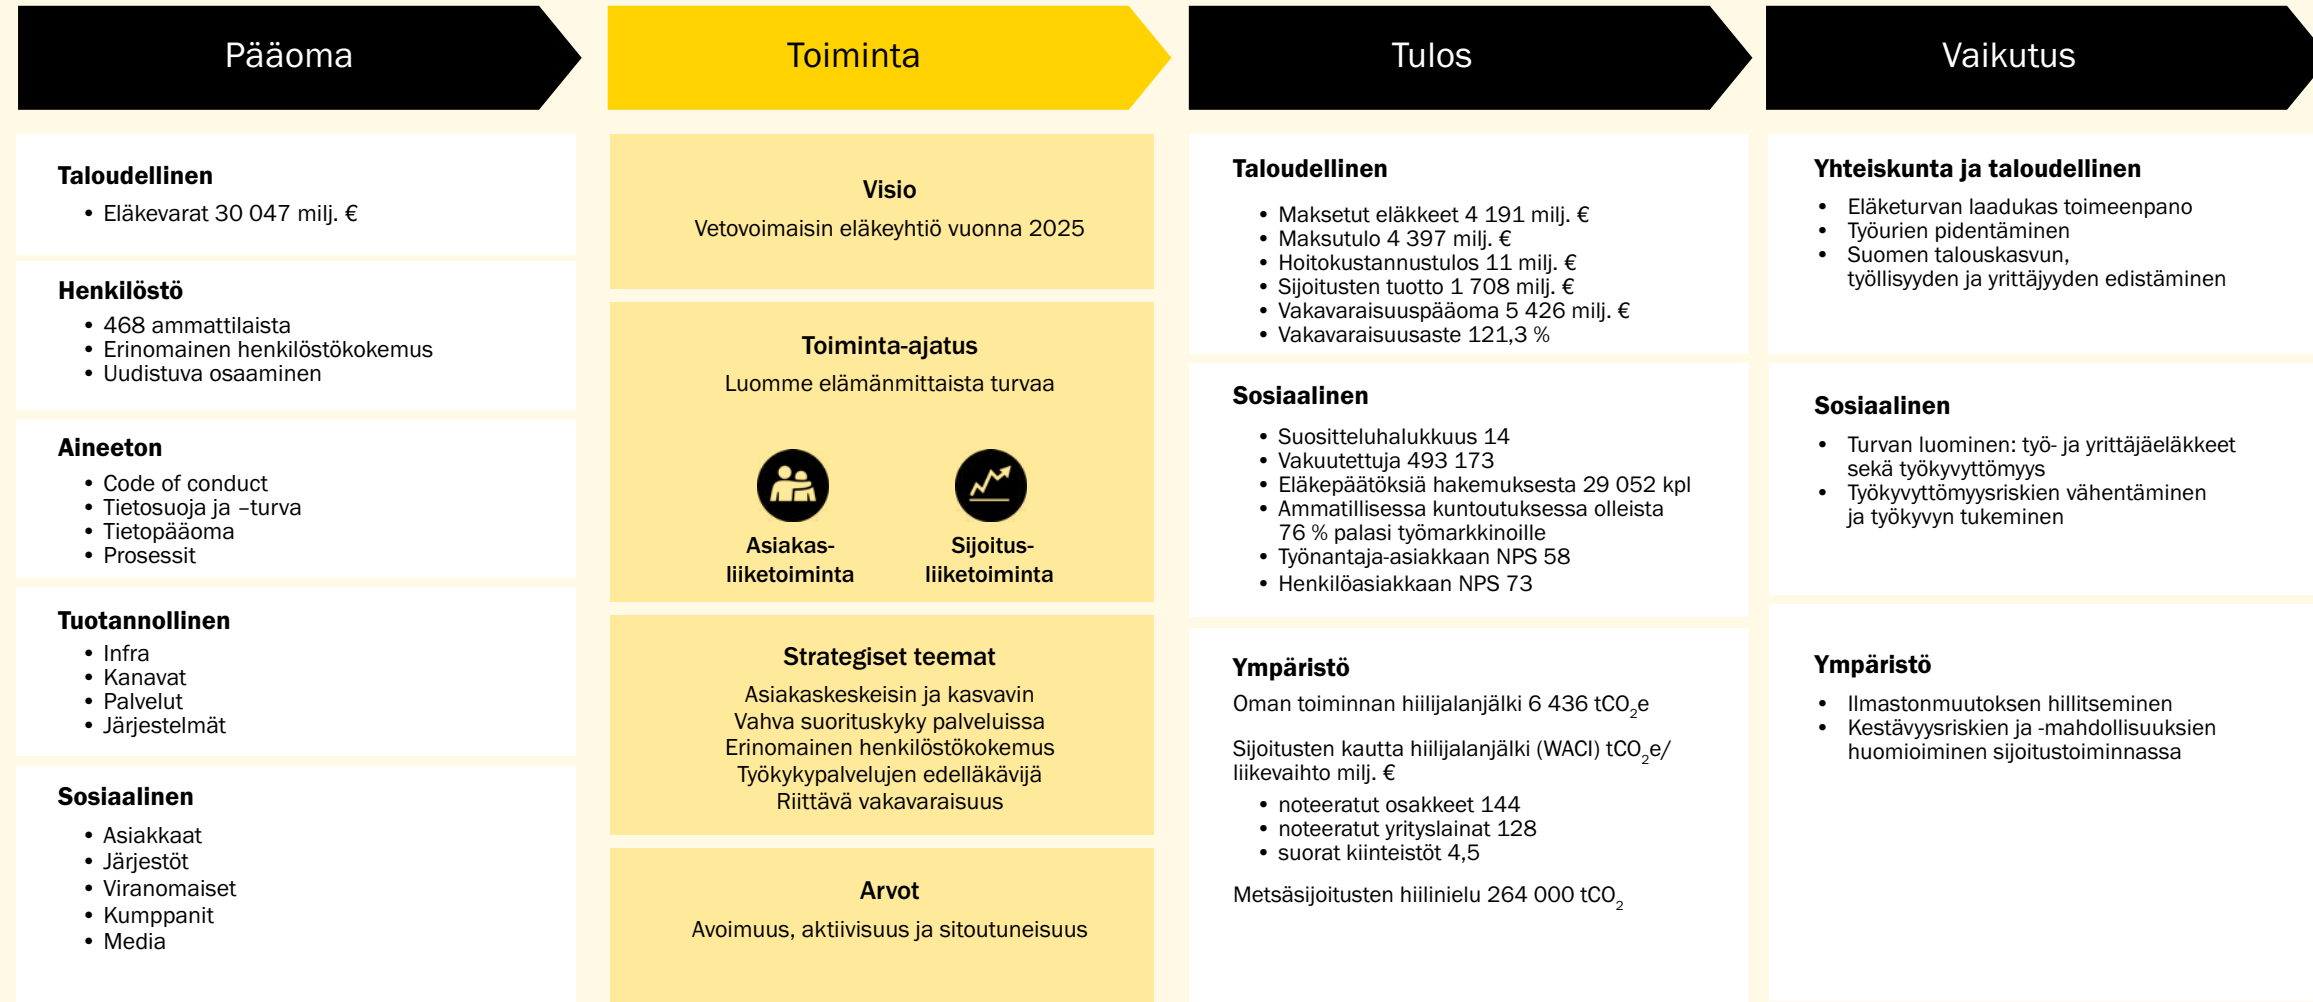 Pääoma
Taloudellinen
• Eläkevarat 30 047 milj. €
Henkilöstö
• 468 ammattilaista
• Erinomainen henkilöstökokemus
• Uudistuva osaaminen
Aineeton
• Code of conduct
• Tietosuoja ja –turva
• Tietopääoma
• Prosessit
Tuotannollinen
• Infra
• Kanavat
• Palvelut
• Järjestelmät
Sosiaalinen
• Asiakkaat
• Järjestöt
• Viranomaiset
• Kumppanit
• Media
Toiminta
Visio
Vetovoimaisin eläkeyhtiö vuonna 2025
Toiminta-ajatus
Luomme elämänmittaista turvaa
Asiakas-
liiketoiminta
Sijoitus-
liiketoiminta
Strategiset teemat
Asiakaskeskeisin ja kasvavin
Vahva suorituskyky palveluissa
Erinomainen henkilöstökokemus
Työkykypalvelujen edelläkävijä
Riittävä vakavaraisuus
Arvot
Avoimuus, aktiivisuus ja sitoutuneisuus
Tulos
Taloudellinen
• Maksetut eläkkeet 4 191 milj. €
• Maksutulo 4 397 milj. €
• Hoitokustannustulos 11 milj. €
• Sijoitusten tuotto 1 708 milj. €
• Vakavaraisuuspääoma 5 426 milj. €
• Vakavaraisuusaste 121,3 %
Sosiaalinen
• Suositteluhalukkuus 14
• Vakuutettuja 493 173
• Eläkepäätöksiä hakemuksesta 29 052 kpl
• Ammatillisessa kuntoutuksessa olleista
76 % palasi työmarkkinoille
• Työnantaja-asiakkaan NPS 58
• Henkilöasiakkaan NPS 73
Ympäristö
Oman toiminnan hiilijalanjälki 6 436 tCO₂e
Sijoitusten kautta hiilijalanjälki (WACI) tCO₂e/
liikevaihto milj. €
• noteeratut osakkeet 144
• noteeratut yrityslainat 128
• suorat kiinteistöt 4,5
Metsäsijoitusten hiilinielu 264 000 tCO₂
Vaikutus
Yhteiskunta ja taloudellinen
• Eläketurvan laadukas toimeenpano
• Työurien pidentäminen
• Suomen talouskasvun,
työllisyyden ja yrittäjyyden edistäminen
Sosiaalinen
• Turvan luominen: työ- ja yrittäjäeläkkeet
sekä työkyvyttömyys
• Työkyvyttömyysriskien vähentäminen
ja työkyvyn tukeminen
Ympäristö
• Ilmastonmuutoksen hillitseminen
• Kestävyysriskien ja -mahdollisuuksien
huomioiminen sijoitustoiminnassa